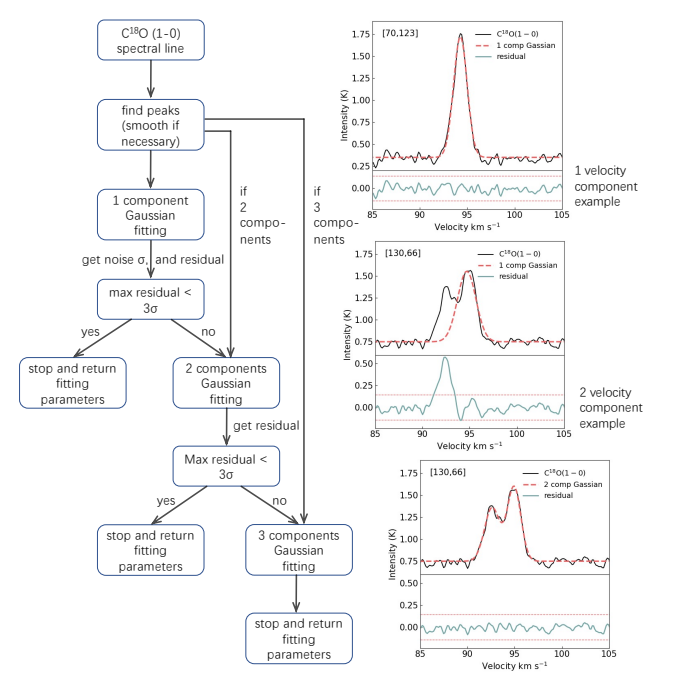 C¹⁸O (1-0)
spectral line
find peaks
(smooth if
necessary)
if
2
compo-
nents
if
3
compo-
nents
1 component
Gaussian
fitting
get noise σ, and residual
max residual <
3σ
yes
no
stop and return
fitting
parameters
2 components
Gaussian
fitting
get residual
Max residual <
3σ
yes
no
stop and return
fitting
parameters
3 components
Gaussian
fitting
stop and return
fitting
parameters
[70,123]
C¹⁸O(1−0)
1 comp Gassian
residual
Intensity (K)
1.75
1.50
1.25
1.00
0.75
0.50
0.25
0.00
85 90 95 100 105
Velocity km s⁻¹
1 velocity
component
example
[130,66]
C¹⁸O(1−0)
1 comp Gassian
residual
Intensity (K)
1.75
1.50
1.25
1.00
0.75
0.50
0.25
0.00
85 90 95 100 105
Velocity km s⁻¹
2 velocity
component
example
[130,66]
C¹⁸O(1−0)
2 comp Gassian
residual
Intensity (K)
1.75
1.50
1.25
1.00
0.75
0.50
0.25
0.00
85 90 95 100 105
Velocity km s⁻¹